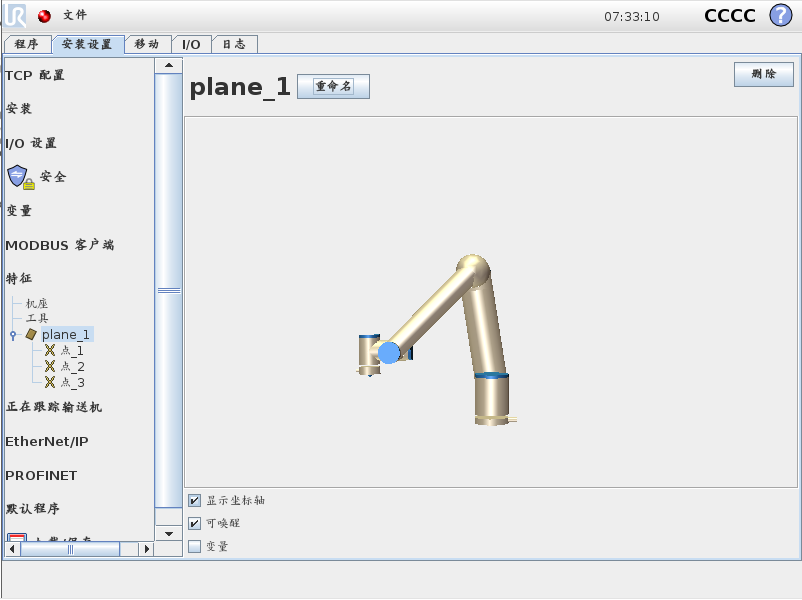 UR 文件 07:33:10 CCCC ?
程序 安装设置 移动 I/O 日志
TCP 配置
安装
I/O 设置
安全
变量
MODBUS 客户端
特征
机座
工具
plane_1
点_1
点_2
点_3
正在跟踪输送机
EtherNet/IP
PROFINET
默认程序
plane_1 重命名 删除
显示坐标轴
可唤醒
变量